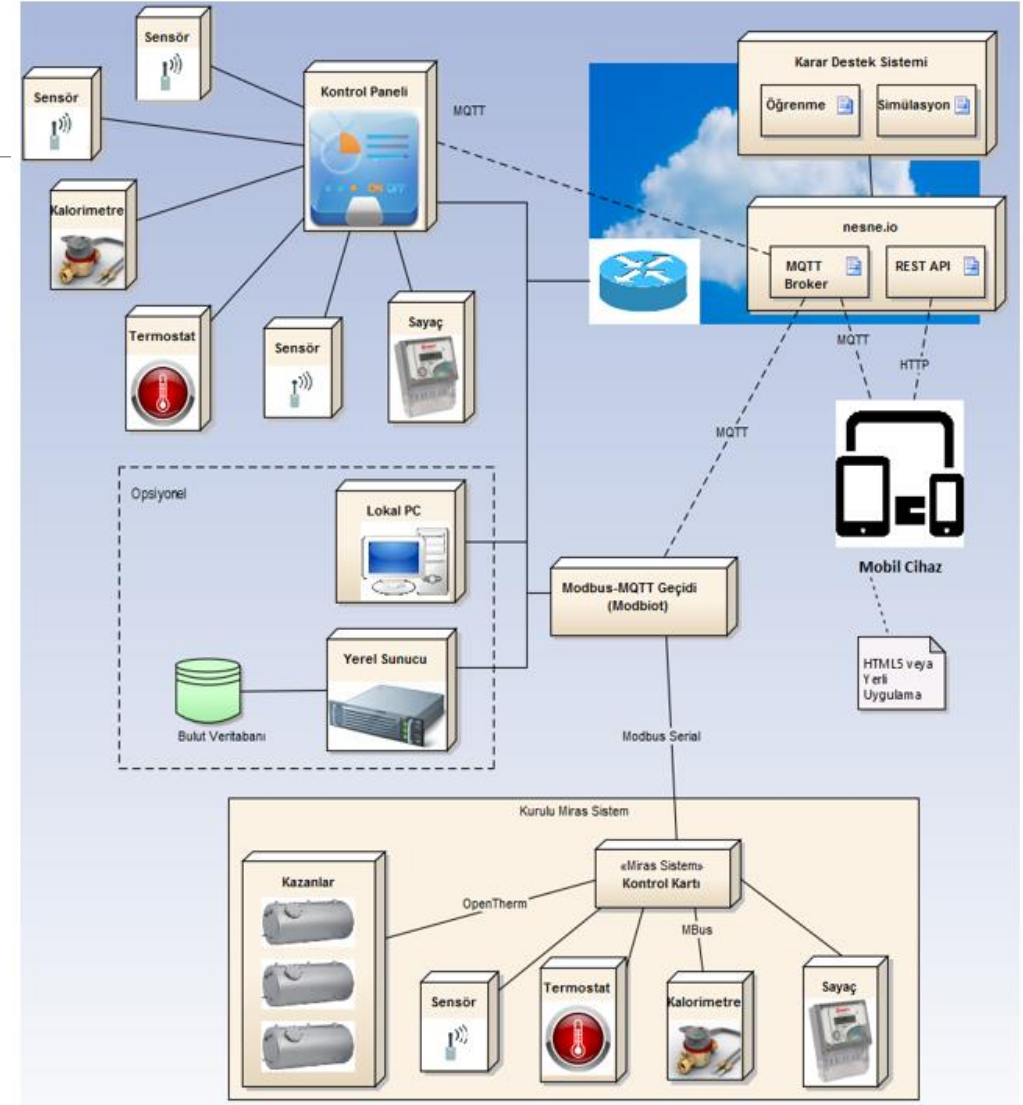 Sensör
Sensör
Kontrol Paneli
ON OFF
Kalorimetre
Termostat
Sensör
Sayaç
MQTT
Karar Destek Sistemi
Öğrenme
Simülasyon
nesne.io
MQTT
Broker
REST API
MQTT
HTTP
MQTT
Mobil Cihaz
HTML5 veya
Yerli
Uygulama
Opsiyonel
Lokal PC
Yerel Sunucu
Bulut Veritabanı
Modbus-MQTT Geçidi
(Modbiot)
Modbus Serial
Kurulu Miras Sistem
«Miras Sistem»
Kontrol Kartı
Kazanlar
OpenTherm
MBus
Sensör
Termostat
Kalorimetre
Sayaç